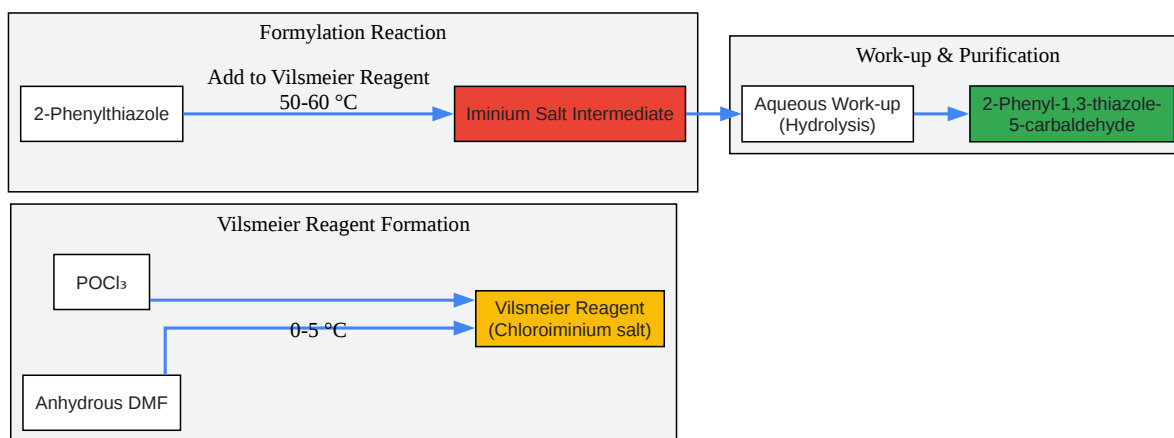 Formylation Reaction
Add to Vilsmeier Reagent
50-60 °C
2-Phenylthiazole
Iminium Salt Intermediate
Work-up & Purification
Aqueous Work-up
(Hydrolysis)
2-Phenyl-1,3-thiazole-
5-carbaldehyde
Vilsmeier Reagent Formation
POCl₃
0-5 °C
Anhydrous DMF
Vilsmeier Reagent
(Chloroiminium salt)